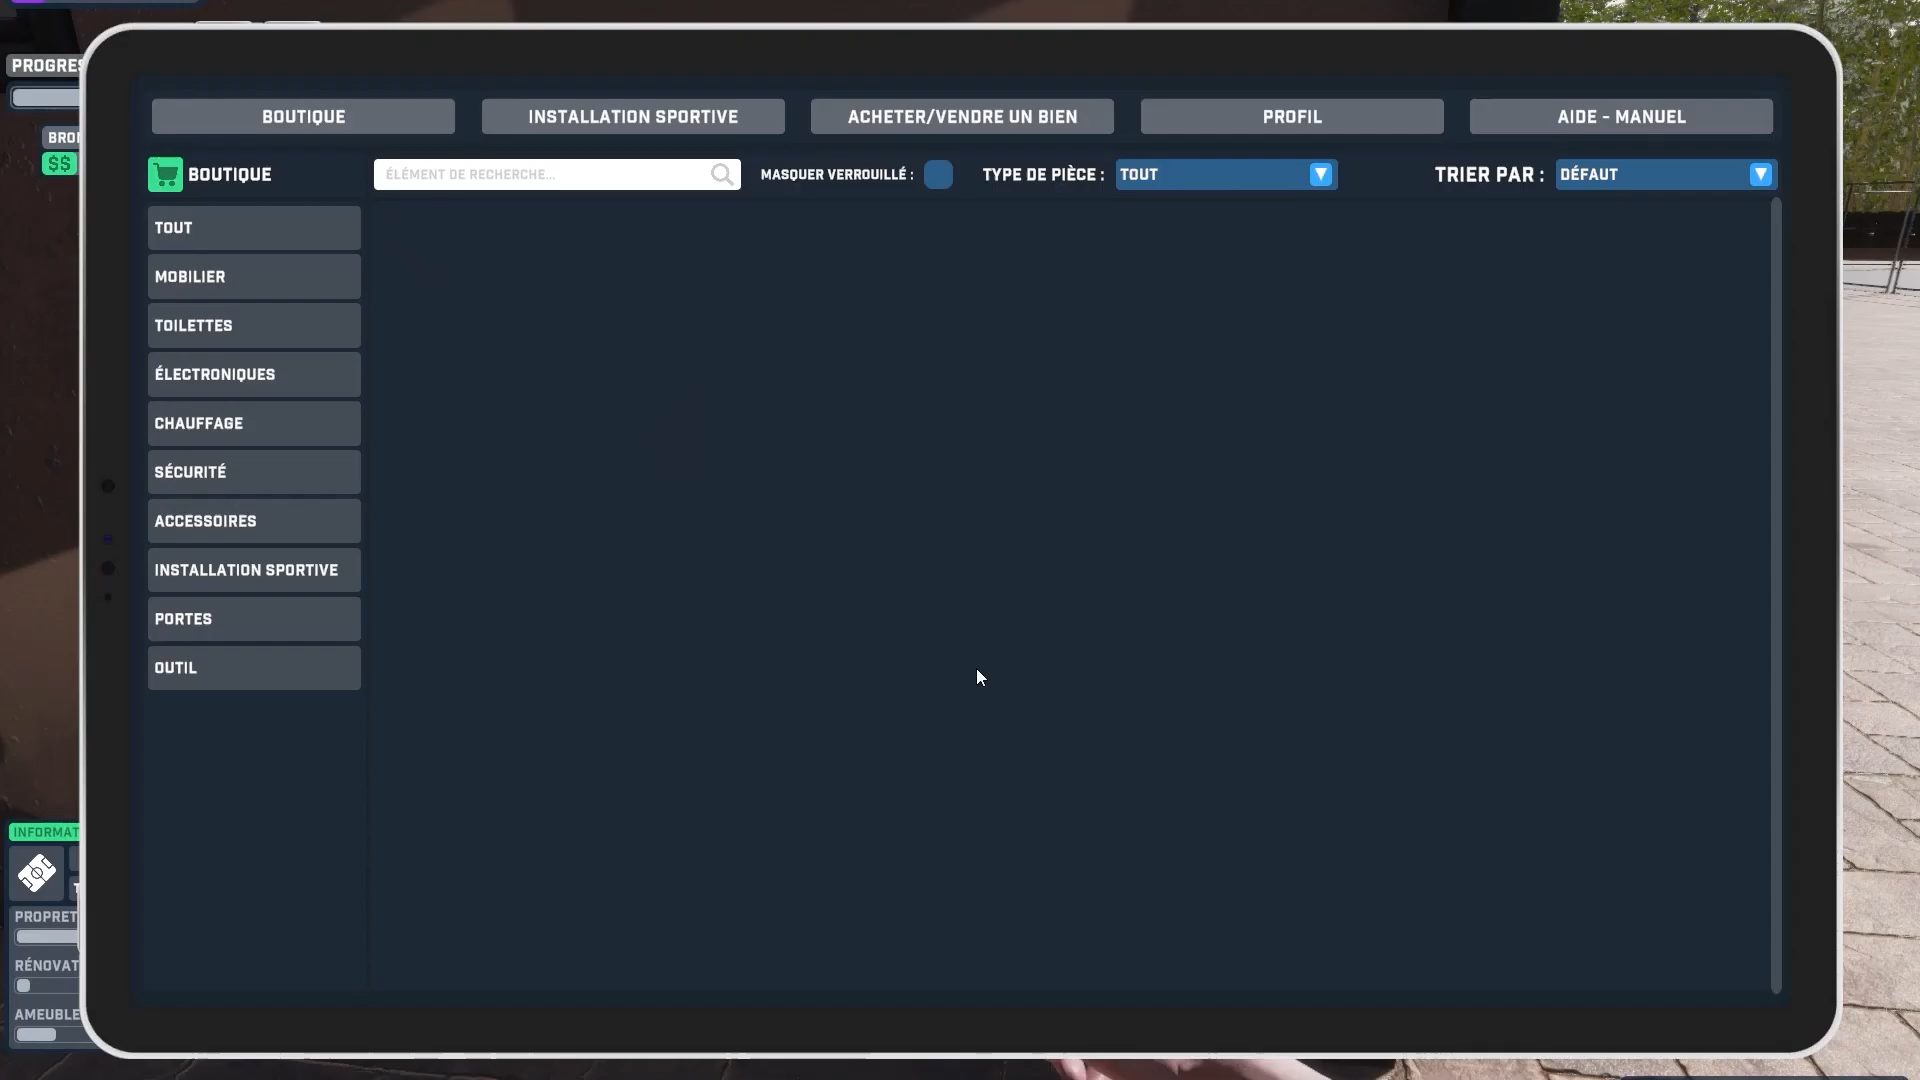 PROGRES
BOUTIQUE
INSTALLATION SPORTIVE
ACHETER/VENDRE UN BIEN
PROFIL
AIDE - MANUEL
$$
BOUTIQUE
ÉLÉMENT DE RECHERCHE...
MASQUER VERROUILLÉ :
TYPE DE PIÈCE :
TOUT
TRIER PAR :
DÉFAUT
TOUT
MOBILIER
TOILETTES
ÉLECTRONIQUES
CHAUFFAGE
SÉCURITÉ
ACCESSOIRES
INSTALLATION SPORTIVE
PORTES
OUTIL
INFORMAT
PROPRET
RÉNOVAT
AMEUBLE